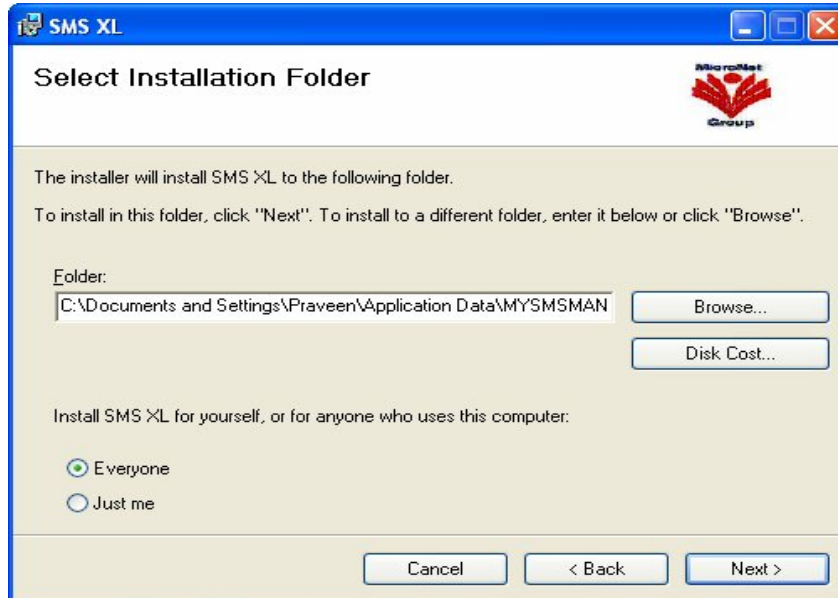 SMS XL
Select Installation Folder
MicroNet
Group
The installer will install SMS XL to the following folder.
To install in this folder, click "Next". To install to a different folder, enter it below or click "Browse".
Folder:
C:\Documents and Settings\Praveen\Application Data\MYSMSMAN
Browse...
Disk Cost...
Install SMS XL for yourself, or for anyone who uses this computer:
Everyone
Just me
Cancel
< Back
Next >